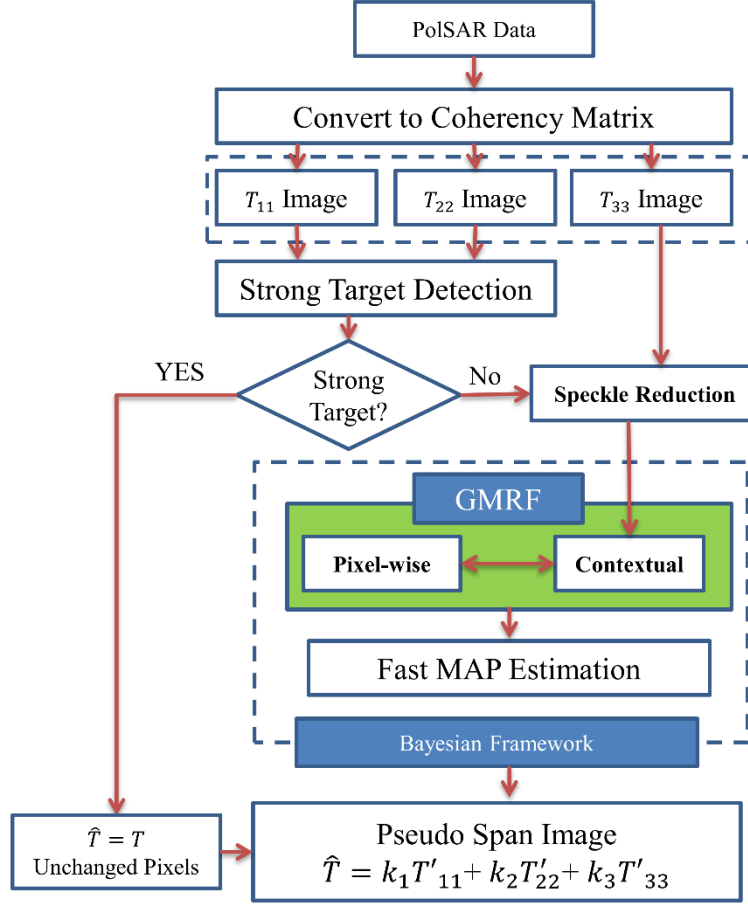 PolSAR Data
Convert to Coherency Matrix
T₁₁ Image
T₂₂ Image
T₃₃ Image
Strong Target Detection
YES
Strong
Target?
No
Speckle Reduction
GMRF
Pixel-wise
Contextual
Fast MAP Estimation
Bayesian Framework
T̂ = T
Unchanged Pixels
Pseudo Span Image
T̂ = k₁T′₁₁+ k₂T′₂₂+ k₃T′₃₃